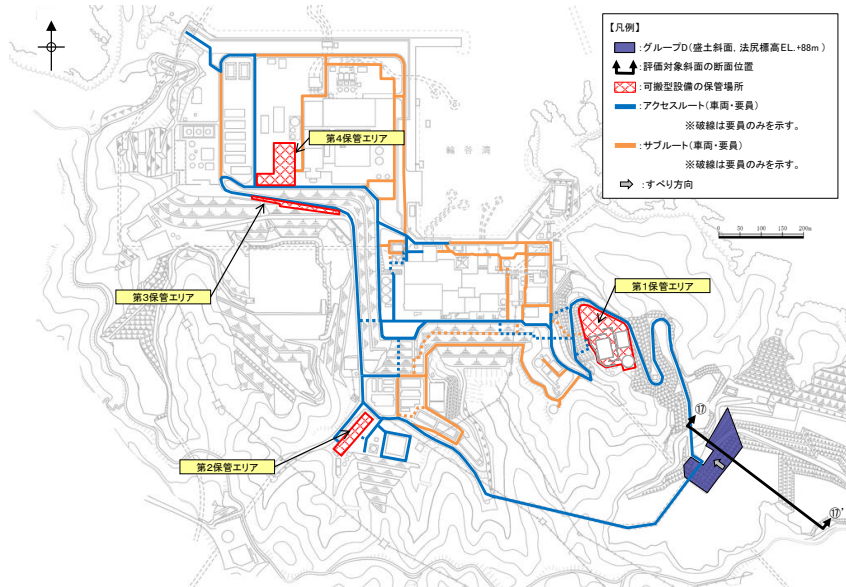 【凡例】
:グループD(盛土斜面,法尻標高EL.+88m )
:評価対象斜面の断面位置
:可搬型設備の保管場所
:アクセスルート(車両・要員)
※破線は要員のみを示す。
:サブルート(車両・要員)
※破線は要員のみを示す。
:すべり方向
第4保管エリア
輪谷湾
0 50 100 150 200m
第3保管エリア
第1保管エリア
⑰
第2保管エリア
⑰'